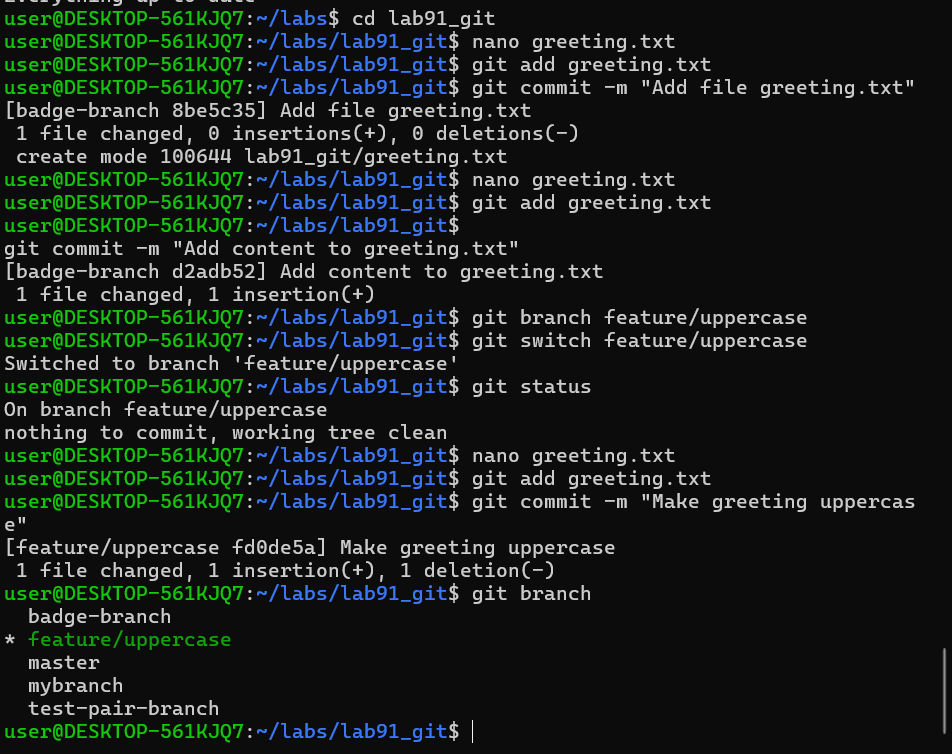 Everything up-to-date
user@DESKTOP-561KJQ7:~/labs$ cd lab91_git
user@DESKTOP-561KJQ7:~/labs/lab91_git$ nano greeting.txt
user@DESKTOP-561KJQ7:~/labs/lab91_git$ git add greeting.txt
user@DESKTOP-561KJQ7:~/labs/lab91_git$ git commit -m "Add file greeting.txt"
[badge-branch 8be5c35] Add file greeting.txt
 1 file changed, 0 insertions(+), 0 deletions(-)
 create mode 100644 lab91_git/greeting.txt
user@DESKTOP-561KJQ7:~/labs/lab91_git$ nano greeting.txt
user@DESKTOP-561KJQ7:~/labs/lab91_git$ git add greeting.txt
user@DESKTOP-561KJQ7:~/labs/lab91_git$
git commit -m "Add content to greeting.txt"
[badge-branch d2adb52] Add content to greeting.txt
 1 file changed, 1 insertion(+)
user@DESKTOP-561KJQ7:~/labs/lab91_git$ git branch feature/uppercase
user@DESKTOP-561KJQ7:~/labs/lab91_git$ git switch feature/uppercase
Switched to branch 'feature/uppercase'
user@DESKTOP-561KJQ7:~/labs/lab91_git$ git status
On branch feature/uppercase
nothing to commit, working tree clean
user@DESKTOP-561KJQ7:~/labs/lab91_git$ nano greeting.txt
user@DESKTOP-561KJQ7:~/labs/lab91_git$ git add greeting.txt
user@DESKTOP-561KJQ7:~/labs/lab91_git$ git commit -m "Make greeting uppercas
e"
[feature/uppercase fd0de5a] Make greeting uppercase
 1 file changed, 1 insertion(+), 1 deletion(-)
user@DESKTOP-561KJQ7:~/labs/lab91_git$ git branch
  badge-branch
* feature/uppercase
  master
  mybranch
  test-pair-branch
user@DESKTOP-561KJQ7:~/labs/lab91_git$